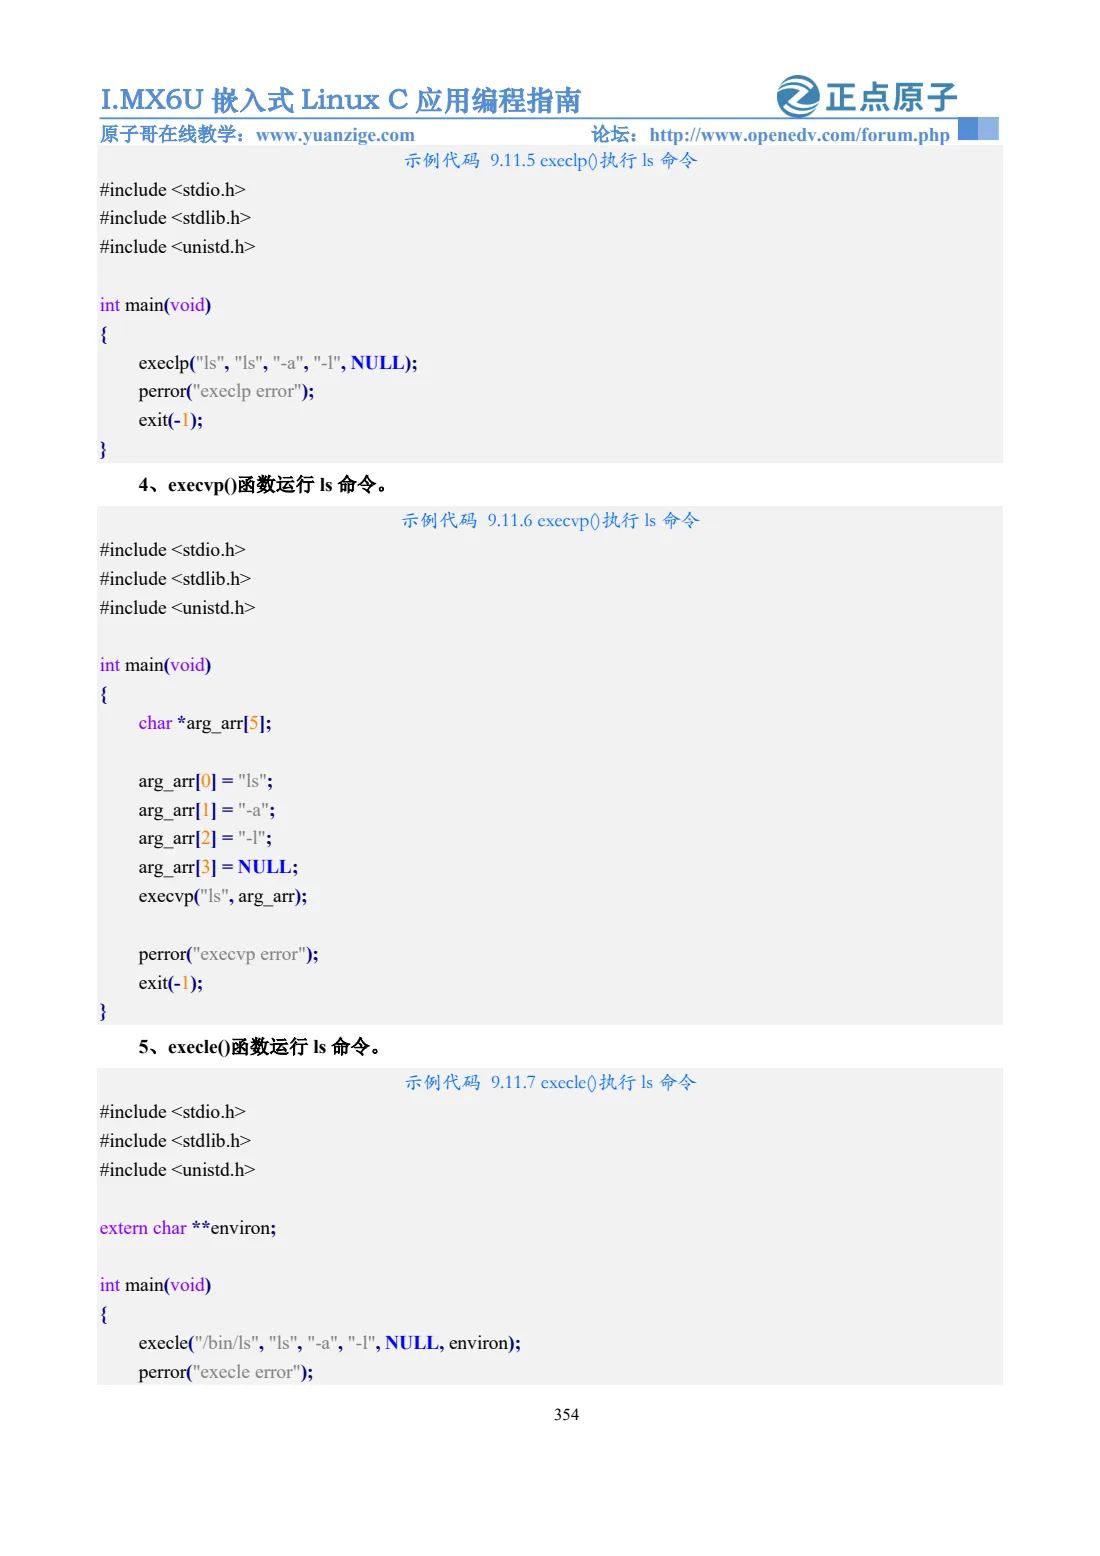 I.MX6U 嵌入式 Linux C 应用编程指南
正点原子
原子哥在线教学：www.yuanzige.com 论坛：http://www.openedv.com/forum.php
示例代码 9.11.5 execlp()执行 ls 命令
#include <stdio.h>
#include <stdlib.h>
#include <unistd.h>
int main(void)
{
execlp("ls", "ls", "-a", "-l", NULL);
perror("execlp error");
exit(-1);
}
4、execvp()函数运行 ls 命令。
示例代码 9.11.6 execvp()执行 ls 命令
#include <stdio.h>
#include <stdlib.h>
#include <unistd.h>
int main(void)
{
char *arg_arr[5];
arg_arr[0] = "ls";
arg_arr[1] = "-a";
arg_arr[2] = "-l";
arg_arr[3] = NULL;
execvp("ls", arg_arr);
perror("execvp error");
exit(-1);
}
5、execle()函数运行 ls 命令。
示例代码 9.11.7 execle()执行 ls 命令
#include <stdio.h>
#include <stdlib.h>
#include <unistd.h>
extern char **environ;
int main(void)
{
execle("/bin/ls", "ls", "-a", "-l", NULL, environ);
perror("execle error");
354